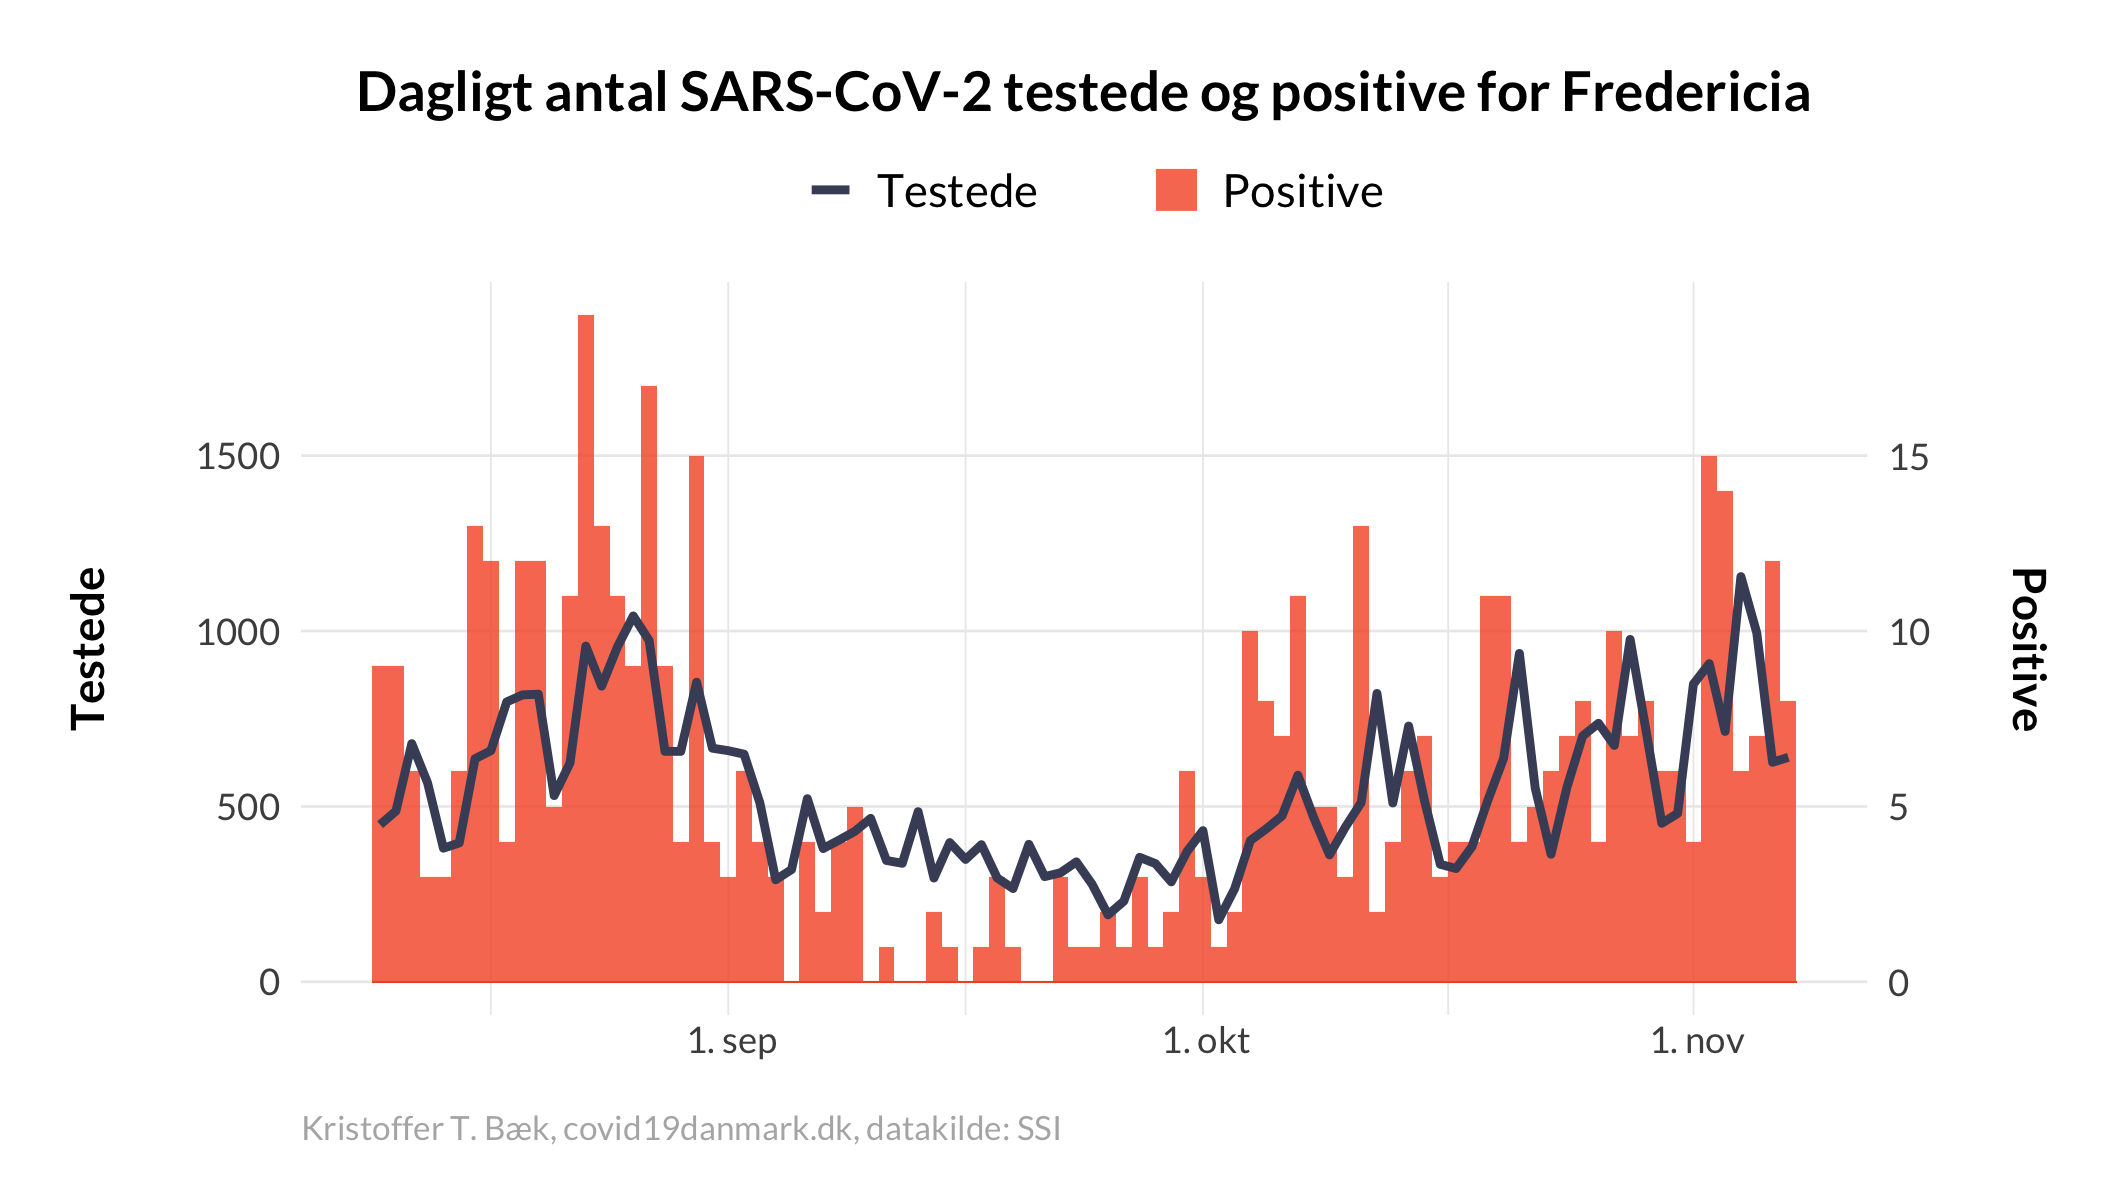 Dagligt antal SARS-CoV-2 testede og positive for Fredericia
Testede
Positive
1500
1000
500
0
Testede
15
10
5
0
Positive
1. sep
1. okt
1. nov
Kristoffer T. Bæk, covid19danmark.dk, datakilde: SSI